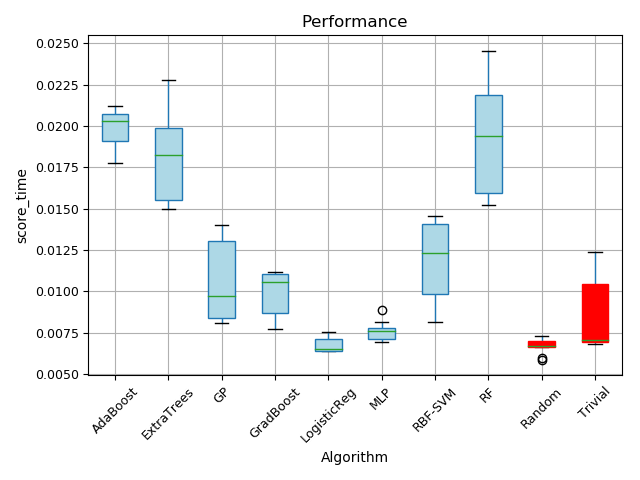 Performance
0.0250
0.0225
0.0200
0.0175
0.0150
0.0125
0.0100
0.0075
0.0050
score_time
AdaBoost
ExtraTrees
GP
GradBoost
LogisticReg
MLP
RBF-SVM
RF
Random
Trivial
Algorithm